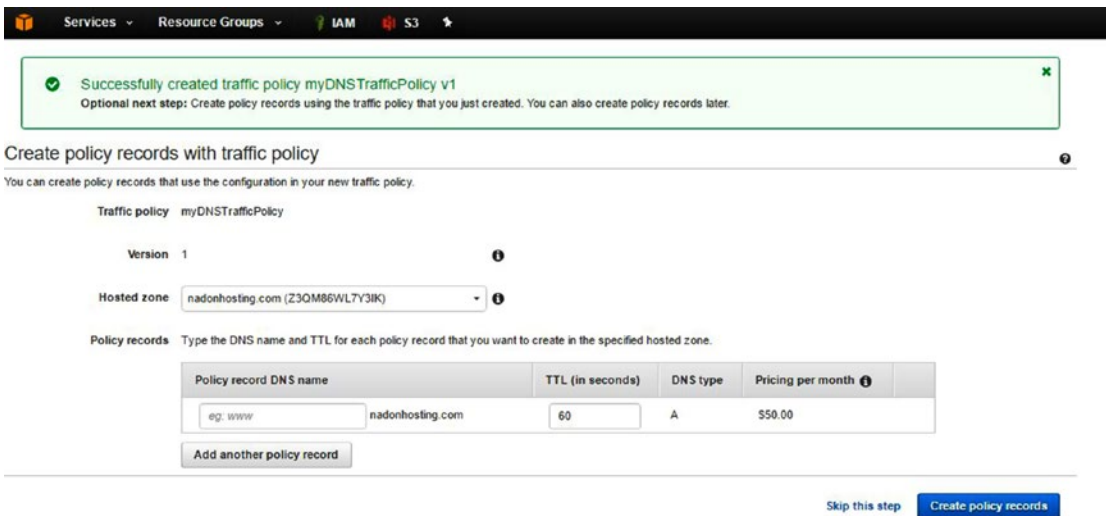 Services Resource Groups IAM S3
Successfully created traffic policy myDNSTrafficPolicy v1
Optional next step: Create policy records using the traffic policy that you just created. You can also create policy records later.
Create policy records with traffic policy
You can create policy records that use the configuration in your new traffic policy.
Traffic policy myDNSTrafficPolicy
Version 1
Hosted zone nadonhosting.com (Z3QM86WL7Y3IK)
Policy records Type the DNS name and TTL for each policy record that you want to create in the specified hosted zone.
Policy record DNS name TTL (in seconds) DNS type Pricing per month
eg: www nadonhosting.com 60 A $50.00
Add another policy record
Skip this step Create policy records